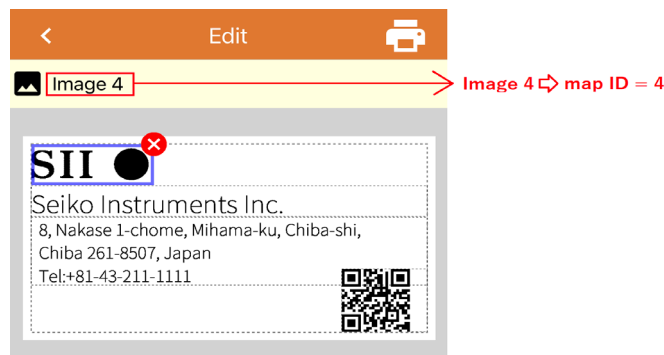 Edit
Image 4
Image 4 ⇨ map ID = 4
SII
Seiko Instruments Inc.
8, Nakase 1-chome, Mihama-ku, Chiba-shi,
Chiba 261-8507, Japan
Tel:+81-43-211-1111